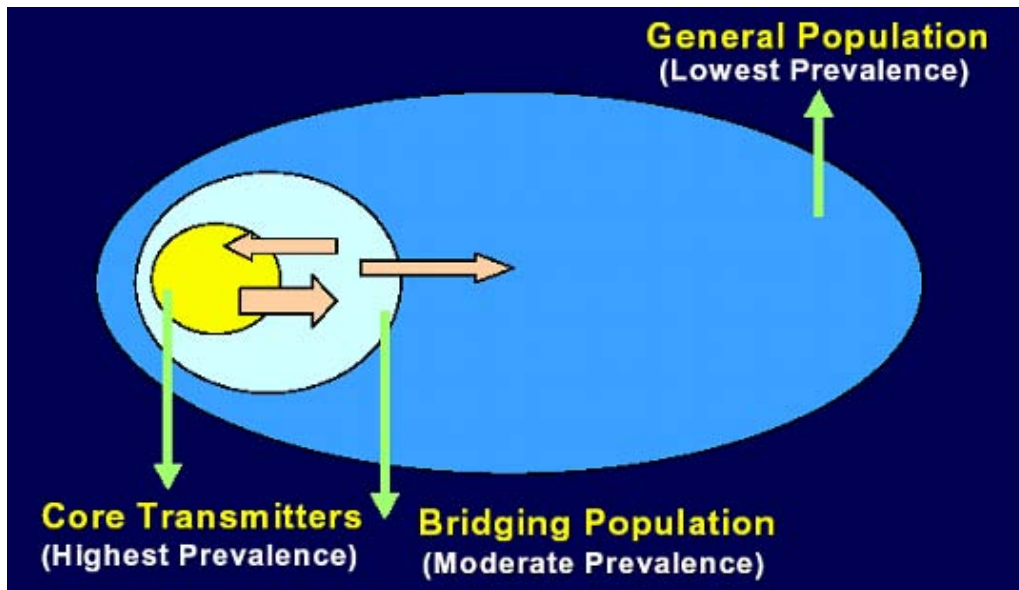 General Population
(Lowest Prevalence)
Core Transmitters
(Highest Prevalence)
Bridging Population
(Moderate Prevalence)